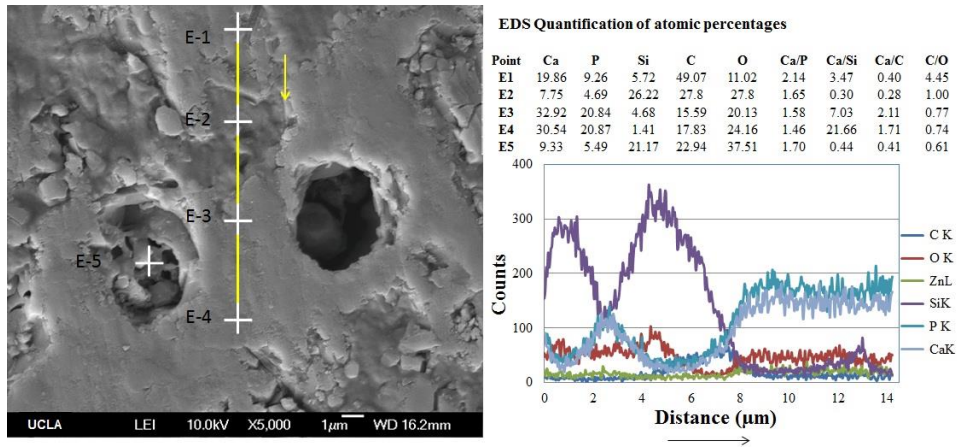 E-1
E-2
E-3
E-5
E-4
UCLA LEI 10.0kV X5,000 1µm WD 16.2mm
EDS Quantification of atomic percentages
Point Ca P Si C O Ca/P Ca/Si Ca/C C/O
E1 19.86 9.26 5.72 49.07 11.02 2.14 3.47 0.40 4.45
E2 7.75 4.69 26.22 27.8 27.8 1.65 0.30 0.28 1.00
E3 32.92 20.84 4.68 15.59 20.13 1.58 7.03 2.11 0.77
E4 30.54 20.87 1.41 17.83 24.16 1.46 21.66 1.71 0.74
E5 9.33 5.49 21.17 22.94 37.51 1.70 0.44 0.41 0.61
400
300
200
100
0
Counts
0 2 4 6 8 10 12 14
Distance (µm)
C K
O K
ZnL
SiK
P K
CaK